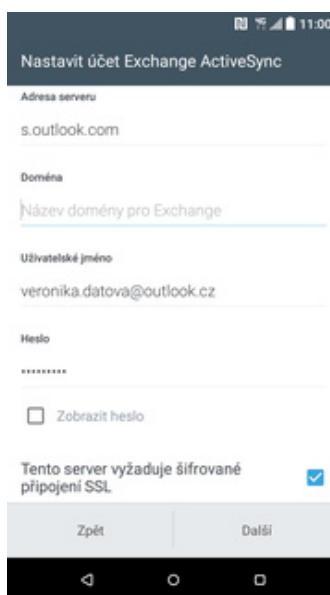 11:00
Nastavit účet Exchange ActiveSync
Adresa serveru
s.outlook.com
Doména
Název domény pro Exchange
Uživatelské jméno
veronika.datova@outlook.cz
Heslo
•••••••••
Zobrazit heslo
Tento server vyžaduje šifrované
připojení SSL
Zpět Další